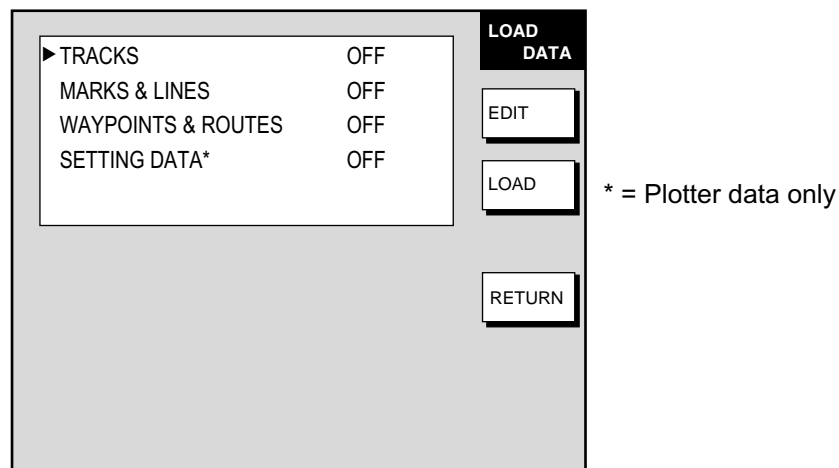 LOAD
DATA
▶TRACKS OFF
MARKS & LINES OFF
WAYPOINTS & ROUTES OFF
SETTING DATA* OFF
EDIT
LOAD
* = Plotter data only
RETURN